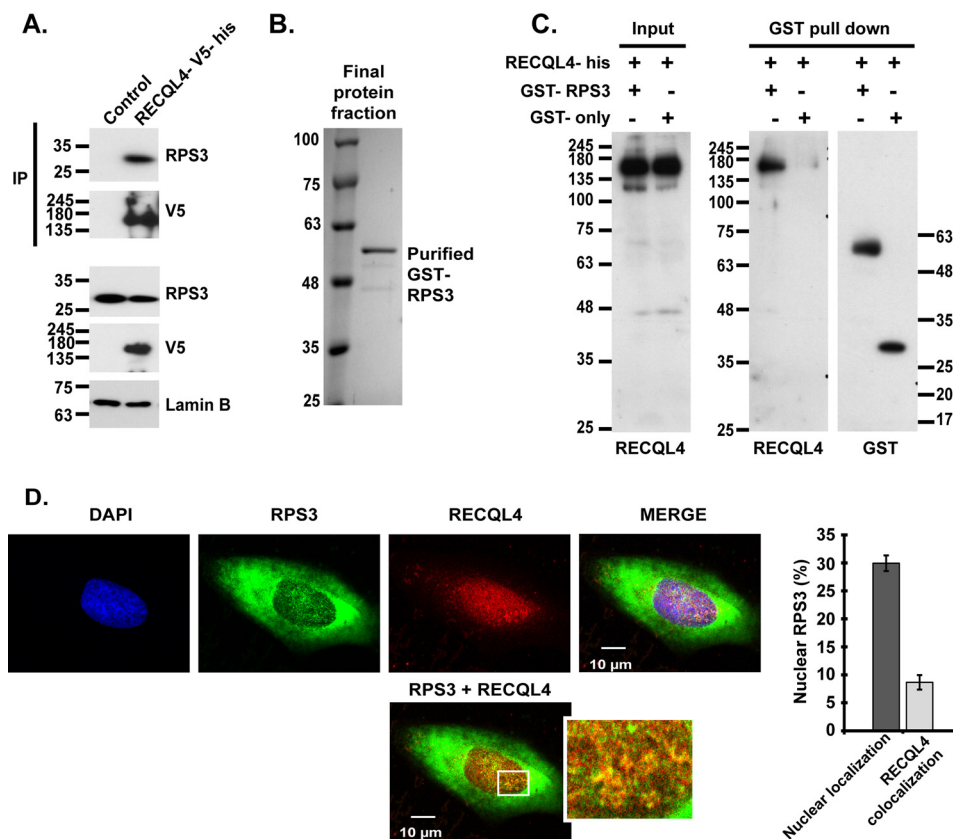 A.
Control
RECQL4- V5- his
IP
35
25
RPS3
245
180
135
V5
35
25
RPS3
245
180
135
V5
75
63
Lamin B
B.
Final
protein
fraction
100
75
63
48
35
25
Purified
GST-
RPS3
C.
Input
GST pull down
RECQL4- his + + + + + +
GST- RPS3 + - + - + -
GST- only - + - + - +
245
180
135
100
75
63
48
35
25
RECQL4
245
180
135
100
75
63
48
35
25
RECQL4
63
48
35
25
20
17
GST
D.
DAPI
RPS3
RECQL4
MERGE
10 µm
RPS3 + RECQL4
10 µm
Nuclear RPS3 (%)
35
30
25
20
15
10
5
0
Nuclear localization
RECQL4
colocalization